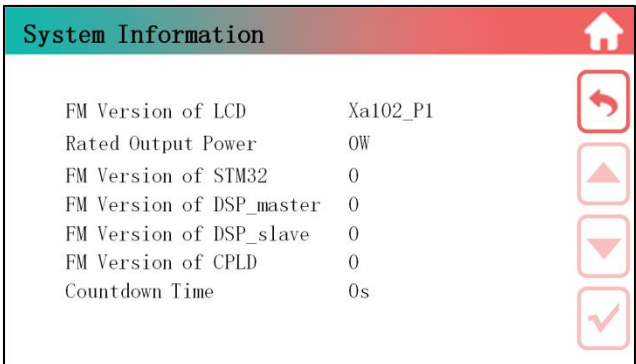 System Information
FM Version of LCD Xa102_P1
Rated Output Power 0W
FM Version of STM32 0
FM Version of DSP_master 0
FM Version of DSP_slave 0
FM Version of CPLD 0
Countdown Time 0s